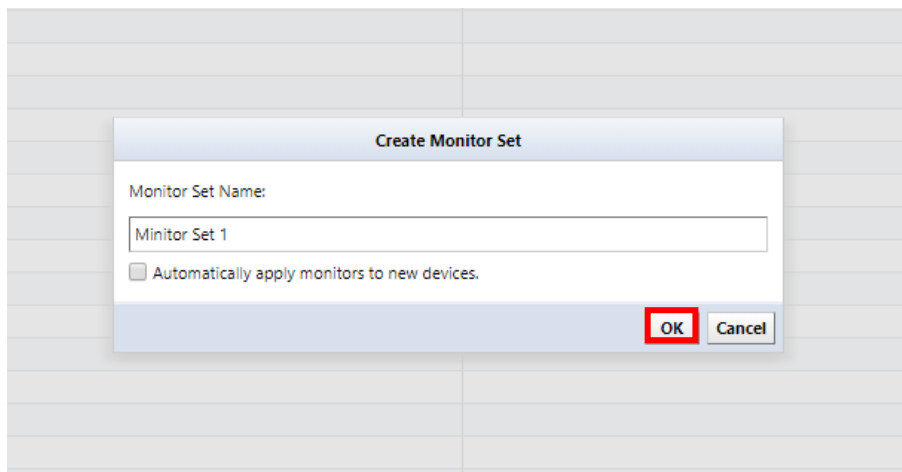 Create Monitor Set
Monitor Set Name:
Minitor Set 1
Automatically apply monitors to new devices.
OK Cancel